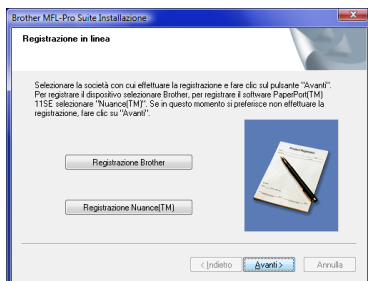 Brother MFL-Pro Suite Installazione
Registrazione in linea
Selezionare la società con cui effettuare la registrazione e fare clic sul pulsante "Avanti".
Per registrare il dispositivo selezionare Brother, per registrare il software PaperPort(TM)
11SE selezionare "Nuance(TM)". Se in questo momento si preferisce non effettuare la
registrazione, fare clic su "Avanti".
Registrazione Brother
Registrazione Nuance(TM)
Product Registration
< Indietro
Avanti >
Annulla